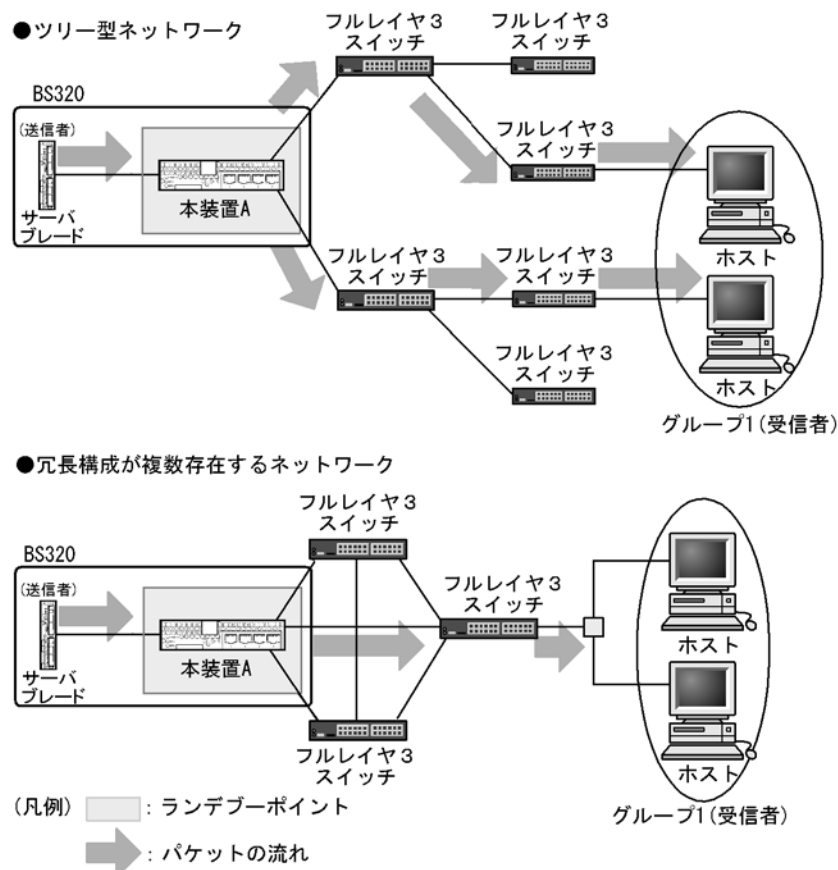 ●ツリー型ネットワーク
フルレイヤ3
スイッチ
フルレイヤ3
スイッチ
BS320
(送信者)
サーバ
ブレード
本装置A
フルレイヤ3
スイッチ
ホスト
フルレイヤ3
スイッチ
フルレイヤ3
スイッチ
ホスト
フルレイヤ3
スイッチ
グループ1(受信者)
●冗長構成が複数存在するネットワーク
フルレイヤ3
スイッチ
BS320
(送信者)
サーバ
ブレード
本装置A
フルレイヤ3
スイッチ
ホスト
フルレイヤ3
スイッチ
ホスト
グループ1(受信者)
(凡例)
:ランデブーポイント
:パケットの流れ